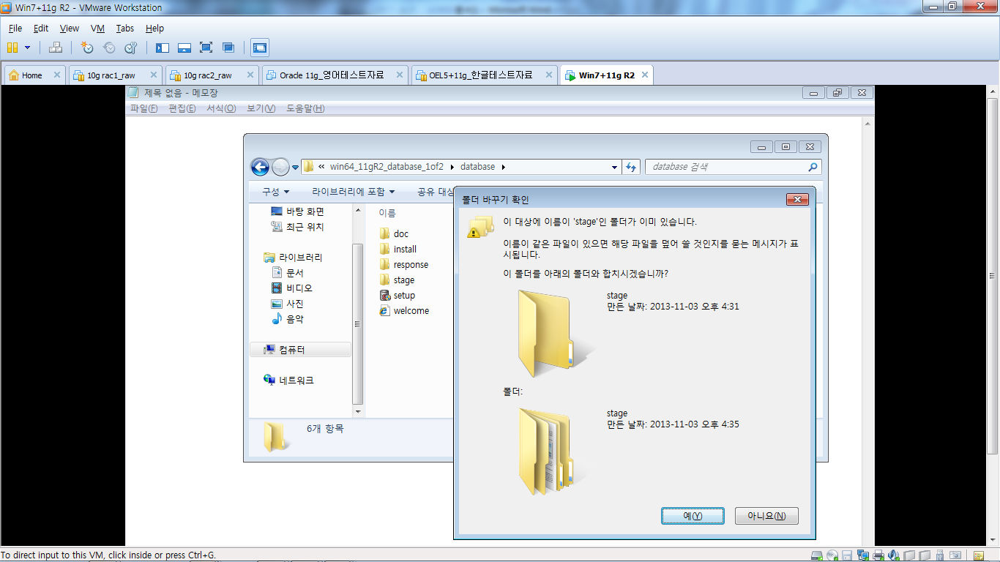 Win7+11g R2 - VMware Workstation
File Edit View VM Tabs Help
Home 10g rac1_raw 10g rac2_raw Oracle 11g_영어테스트자료 OEL5+11g_한글테스트자료 Win7+11g R2
제목 없음 - 메모장
파일(F) 편집(E) 서식(O) 보기(V) 도움말(H)
« win64_11gR2_database_1of2 database database 검색
구성 라이브러리에 포함 공유 대상
바탕 화면
최근 위치
라이브러리
문서
비디오
사진
음악
컴퓨터
네트워크
이름
doc
install
response
stage
setup
welcome
6개 항목
폴더 바꾸기 확인
이 대상에 이름이 'stage'인 폴더가 이미 있습니다.
이름이 같은 파일이 있으면 해당 파일을 덮어 쓸 것인지를 묻는 메시지가 표
시됩니다.
이 폴더를 아래의 폴더와 합치시겠습니까?
stage
만든 날짜: 2013-11-03 오후 4:31
폴더:
stage
만든 날짜: 2013-11-03 오후 4:35
예(Y) 아니요(N)
To direct input to this VM, click inside or press Ctrl+G.